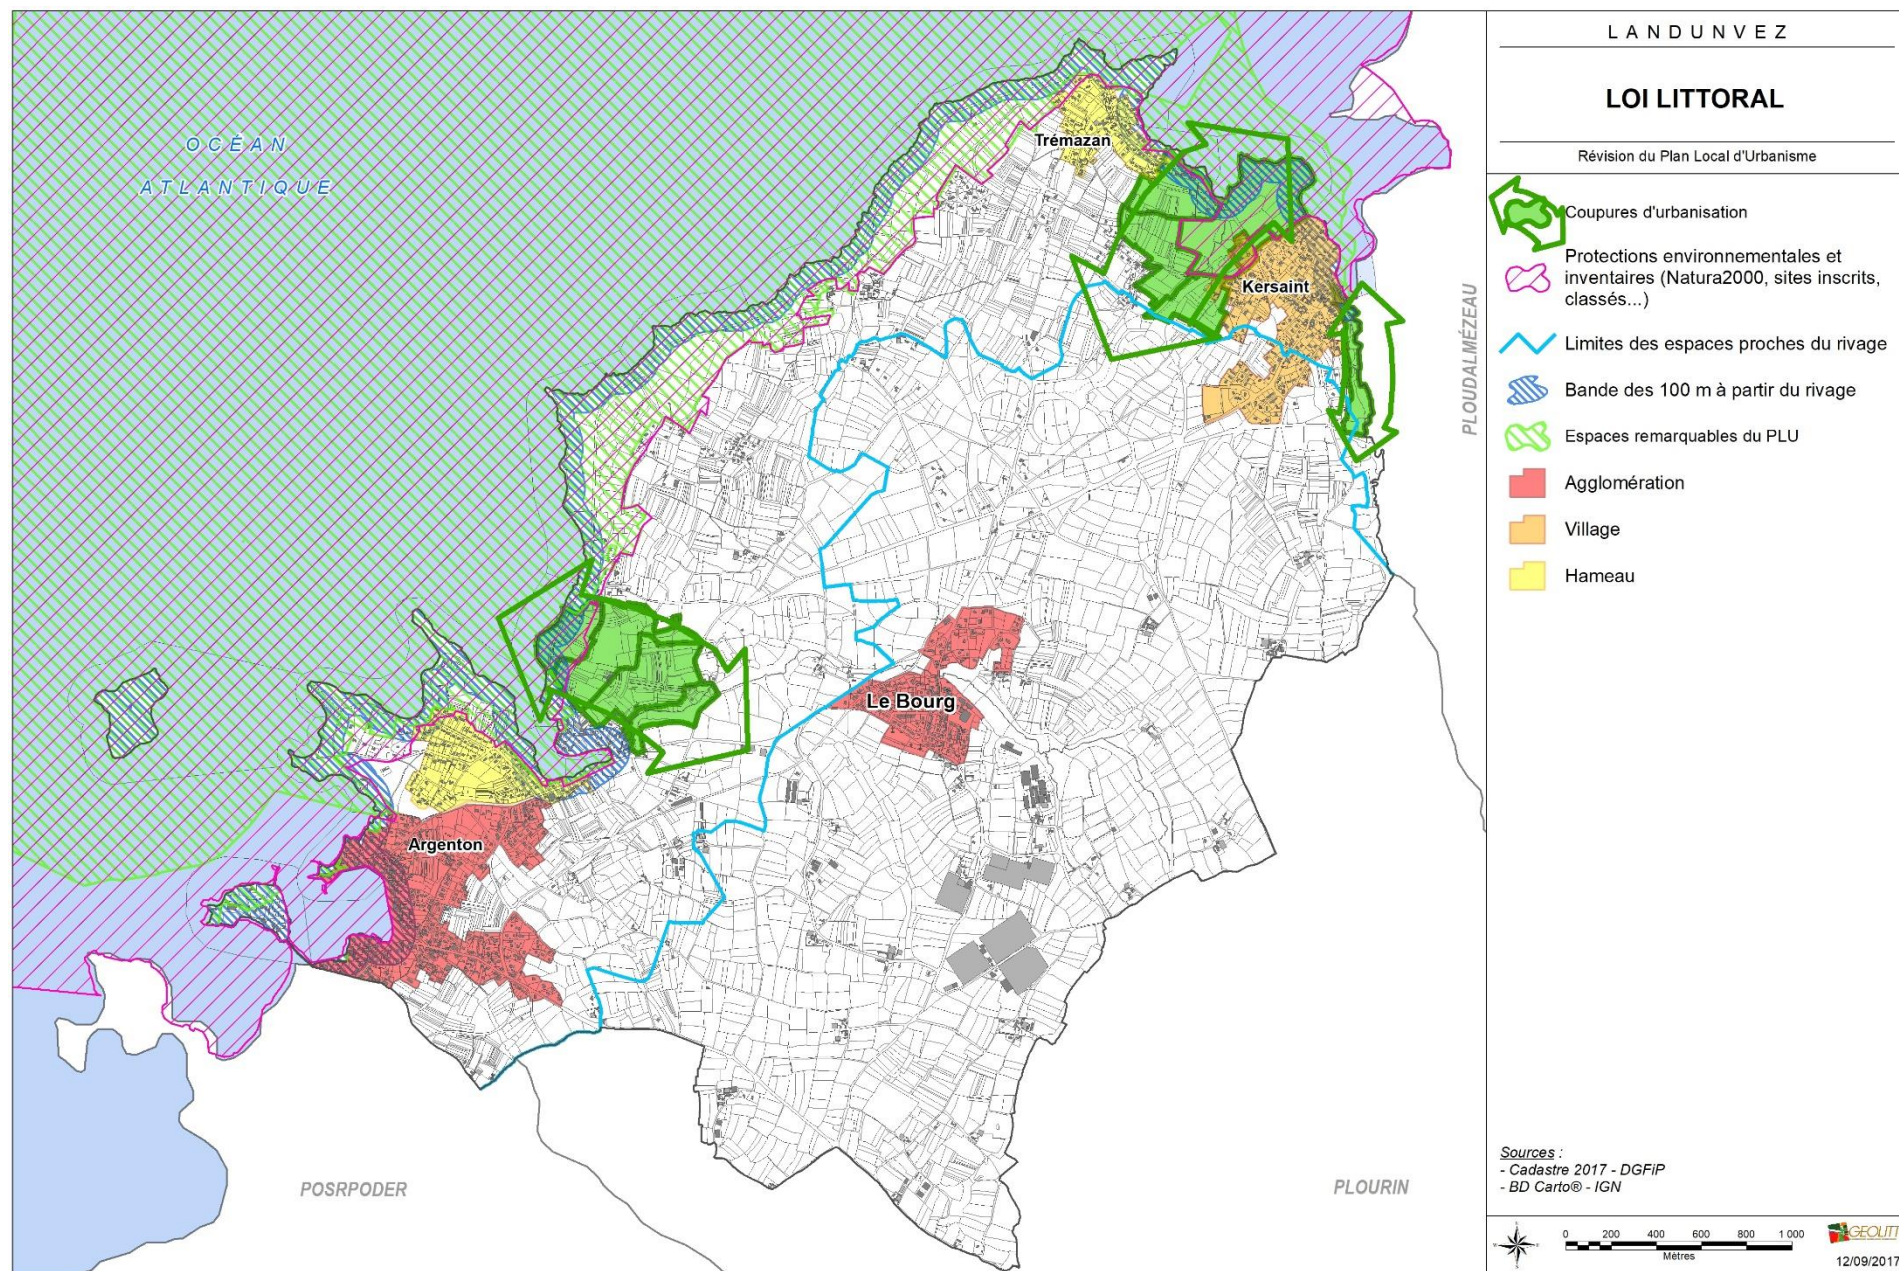 LANDUNVEZ
LOI LITTORAL
Révision du Plan Local d'Urbanisme
Coupures d'urbanisation
Protections environnementales et
inventaires (Natura2000, sites inscrits,
classés...)
Limites des espaces proches du rivage
Bande des 100 m à partir du rivage
Espaces remarquables du PLU
Agglomération
Village
Hameau
OCÉAN
ATLANTIQUE
Trémazan
Kersaint
PLOUDALMÉZEAU
Le Bourg
Argenton
POSRPODER
PLOURIN
Sources :
- Cadastre 2017 - DGFiP
- BD Carto® - IGN
0 200 400 600 800 1 000
Mètres
GEOLITT
12/09/2017